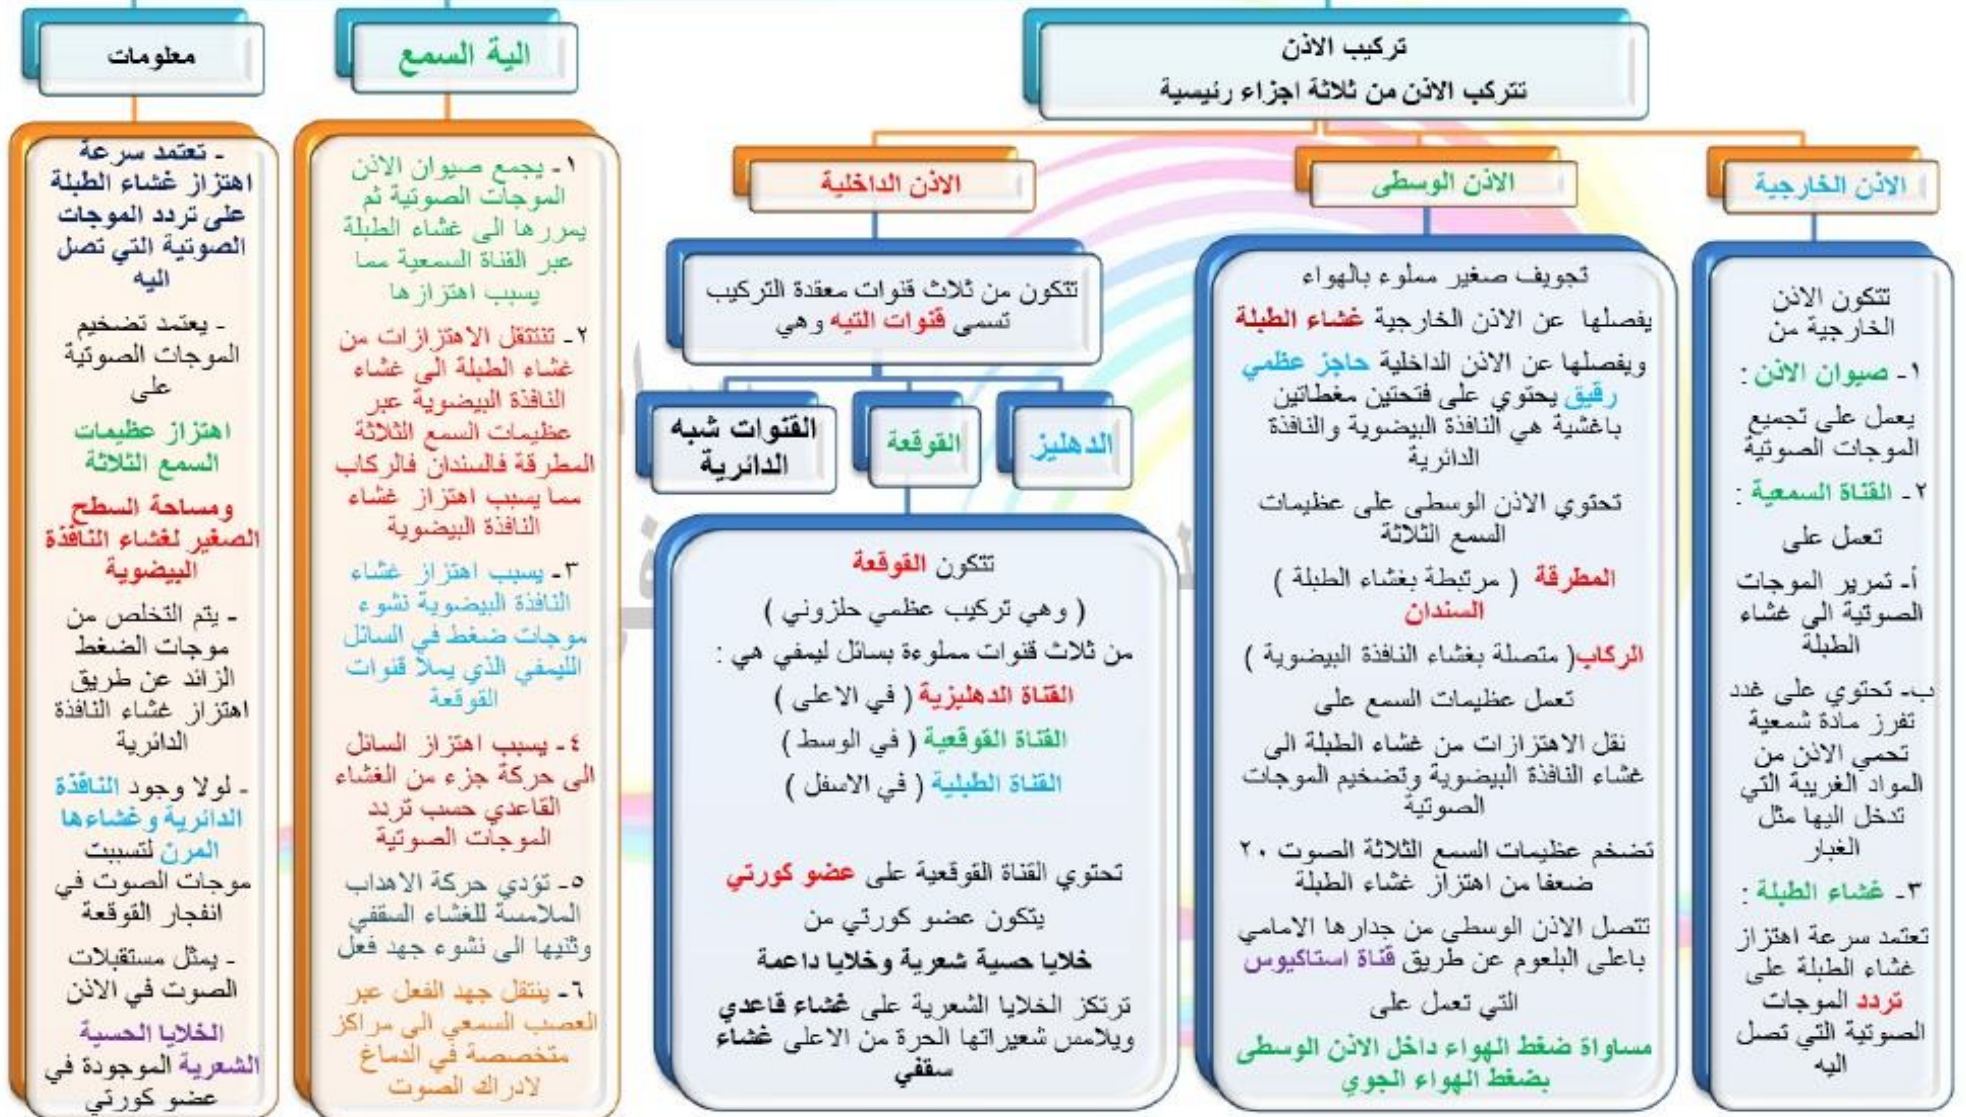 تركيب الاذن
تتركب الاذن من ثلاثة اجزاء رئيسية
الاذن الخارجية
تتكون الاذن
الخارجية من
١- صيوان الاذن :
يعمل على تجميع
الموجات الصوتية
٢- القناة السمعية :
تعمل على
أ- تمرير الموجات
الصوتية الى غشاء
الطبلة
ب- تحتوي على غدد
تفرز مادة شمعية
تحمي الاذن من
المواد الغريبة التي
تدخل اليها مثل
الغبار
٣- غشاء الطبلة :
تعتمد سرعة اهتزاز
غشاء الطبلة على
تردد الموجات
الصوتية التي تصل
اليه
الاذن الوسطى
تجويف صغير مملوء بالهواء
يفصلها عن الاذن الخارجية غشاء الطبلة
ويفصلها عن الاذن الداخلية حاجز عظمي
رقيق يحتوي على فتحتين مغطاتين
باغشية هي النافذة البيضوية والنافذة
الدائرية
تحتوي الاذن الوسطى على عظيمات
السمع الثلاثة
المطرقة ( مرتبطة بغشاء الطبلة )
السندان
الركاب( متصلة بغشاء النافذة البيضوية )
تعمل عظيمات السمع على
نقل الاهتزازات من غشاء الطبلة الى
غشاء النافذة البيضوية وتضخيم الموجات
الصوتية
تضخم عظيمات السمع الثلاثة الصوت ٢٠
ضعفا من اهتزاز غشاء الطبلة
تتصل الاذن الوسطى من جدارها الامامي
باعلى البلعوم عن طريق قناة استاكيوس
التي تعمل على
مساواة ضغط الهواء داخل الاذن الوسطى
بضغط الهواء الجوي
الاذن الداخلية
تتكون من ثلاث قنوات معقدة التركيب
تسمى قنوات التيه وهي
الدهليز
القوقعة
القنوات شبه
الدائرية
تتكون القوقعة
( وهي تركيب عظمي حلزوني )
من ثلاث قنوات مملوءة بسائل ليمفي هي :
القناة الدهليزية ( في الاعلى )
القناة القوقعية ( في الوسط )
القناة الطبلية ( في الاسفل )
تحتوي القناة القوقعية على عضو كورتي
يتكون عضو كورتي من
خلايا حسية شعرية وخلايا داعمة
ترتكز الخلايا الشعرية على غشاء قاعدي
ويلامس شعيراتها الحرة من الاعلى غشاء
سقفي
الية السمع
١- يجمع صيوان الاذن
الموجات الصوتية ثم
يمررها الى غشاء الطبلة
عبر القناة السمعية مما
يسبب اهتزازها
٢- تنتقل الاهتزازات من
غشاء الطبلة الى غشاء
النافذة البيضوية عبر
عظيمات السمع الثلاثة
المطرقة فالسندان فالركاب
مما يسبب اهتزاز غشاء
النافذة البيضوية
٣- يسبب اهتزاز غشاء
النافذة البيضوية نشوء
موجات ضغط في السائل
الليمفي الذي يملأ قنوات
القوقعة
٤- يسبب اهتزاز السائل
الى حركة جزء من الغشاء
القاعدي حسب تردد
الموجات الصوتية
٥- تؤدي حركة الاهداب
الملامسة للغشاء السقفي
وثنيها الى نشوء جهد فعل
٦- ينتقل جهد الفعل عبر
العصب السمعي الى مراكز
متخصصة في الدماغ
لادراك الصوت
معلومات
- تعتمد سرعة
اهتزاز غشاء الطبلة
على تردد الموجات
الصوتية التي تصل
اليه
- يعتمد تضخيم
الموجات الصوتية
على
اهتزاز عظيمات
السمع الثلاثة
ومساحة السطح
الصغير لغشاء النافذة
البيضوية
- يتم التخلص من
موجات الضغط
الزائد عن طريق
اهتزاز غشاء النافذة
الدائرية
- لولا وجود النافذة
الدائرية وغشاءها
المرن لتسببت
موجات الصوت في
انفجار القوقعة
- يمثل مستقبلات
الصوت في الاذن
الخلايا الحسية
الشعرية الموجودة في
عضو كورتي